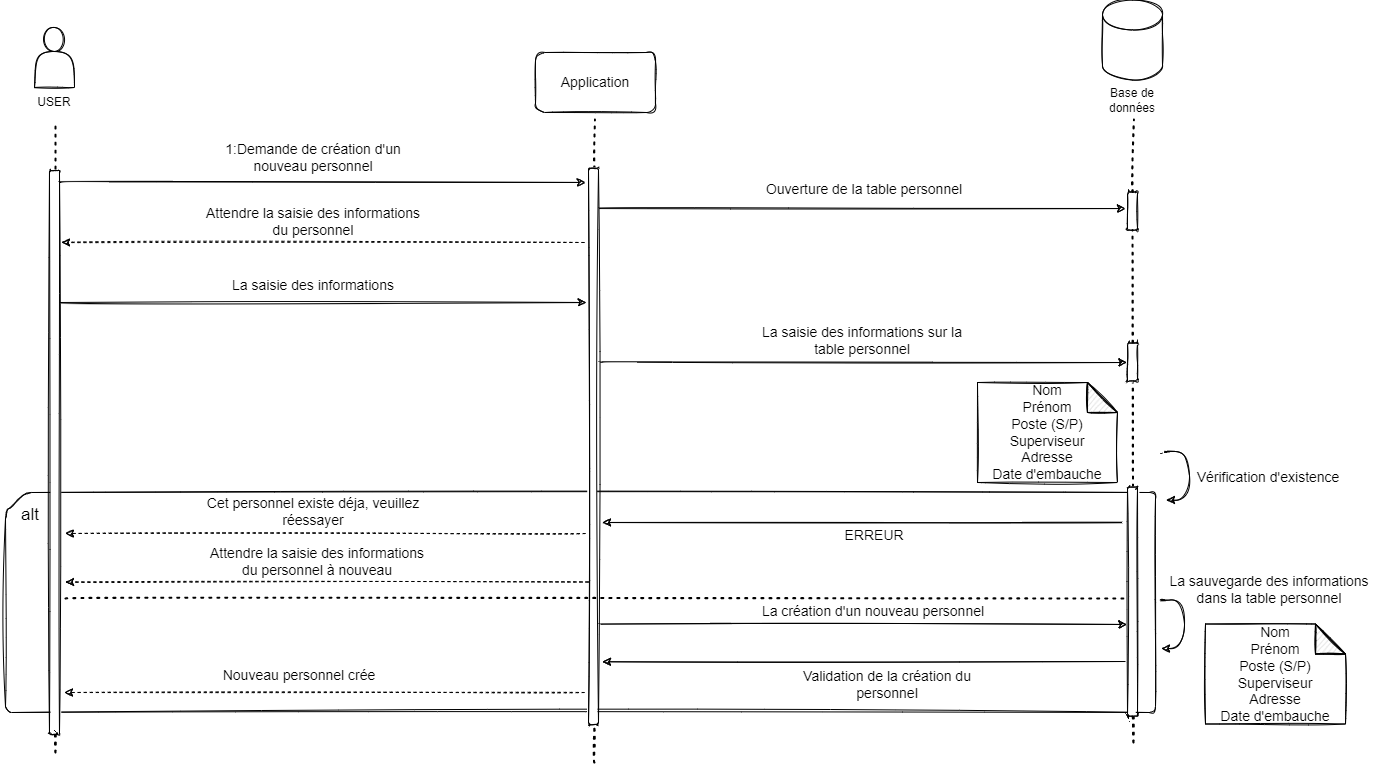 USER
Application
Base de
données
1:Demande de création d'un
nouveau personnel
Ouverture de la table personnel
Attendre la saisie des informations
du personnel
La saisie des informations
La saisie des informations sur la
table personnel
Nom
Prénom
Poste (S/P)
Superviseur
Adresse
Date d'embauche
Vérification d'existence
alt
Cet personnel existe déja, veuillez
réessayer
ERREUR
Attendre la saisie des informations
du personnel à nouveau
La sauvegarde des informations
dans la table personnel
La création d'un nouveau personnel
Nom
Prénom
Poste (S/P)
Superviseur
Adresse
Date d'embauche
Validation de la création du
personnel
Nouveau personnel crée